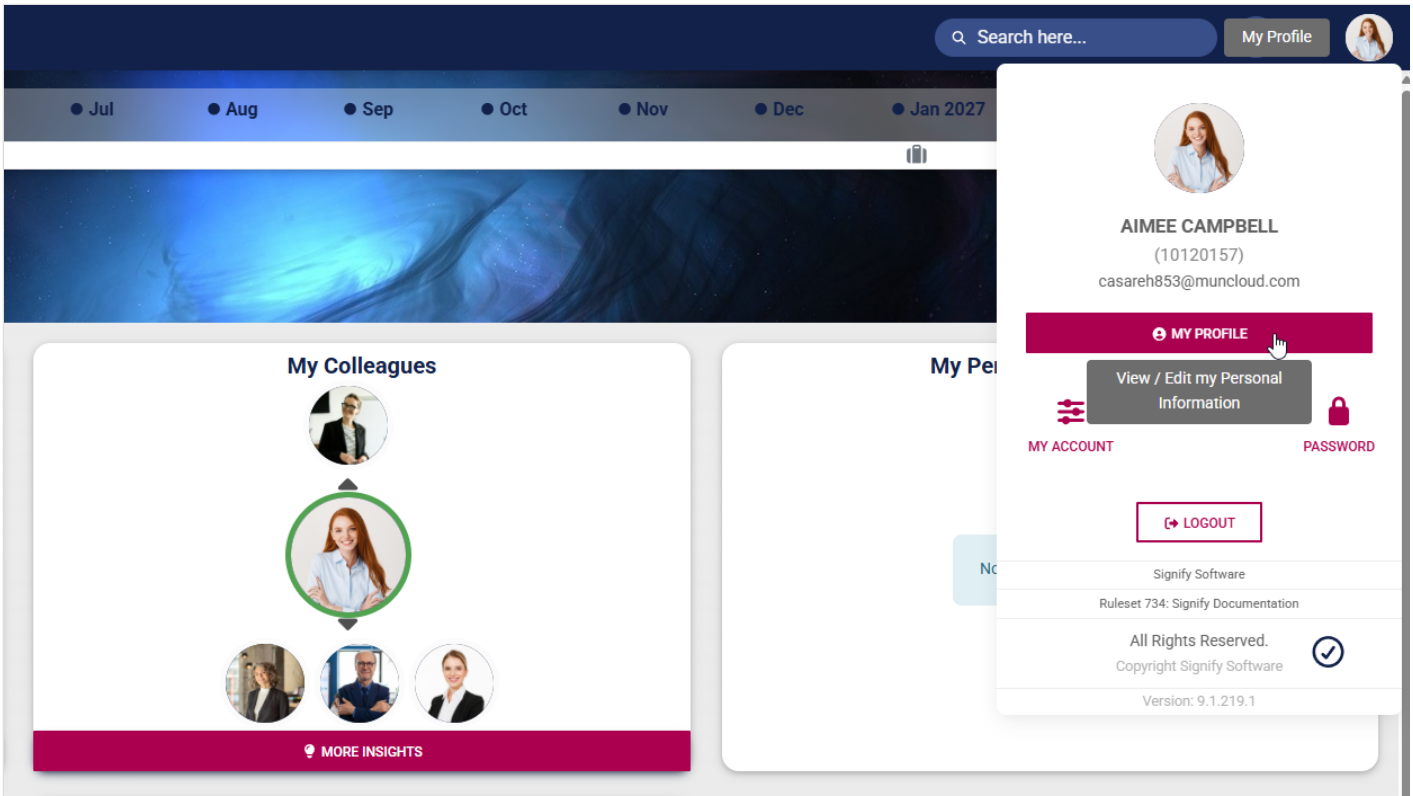 Search here...
My Profile
Jul
Aug
Sep
Oct
Nov
Dec
Jan 2027
AIMEE CAMPBELL
(10120157)
casareh853@muncloud.com
MY PROFILE
View / Edit my Personal
Information
MY ACCOUNT
PASSWORD
LOGOUT
Signify Software
Ruleset 734: Signify Documentation
All Rights Reserved.
Copyright Signify Software
Version: 9.1.219.1
My Colleagues
MORE INSIGHTS
My